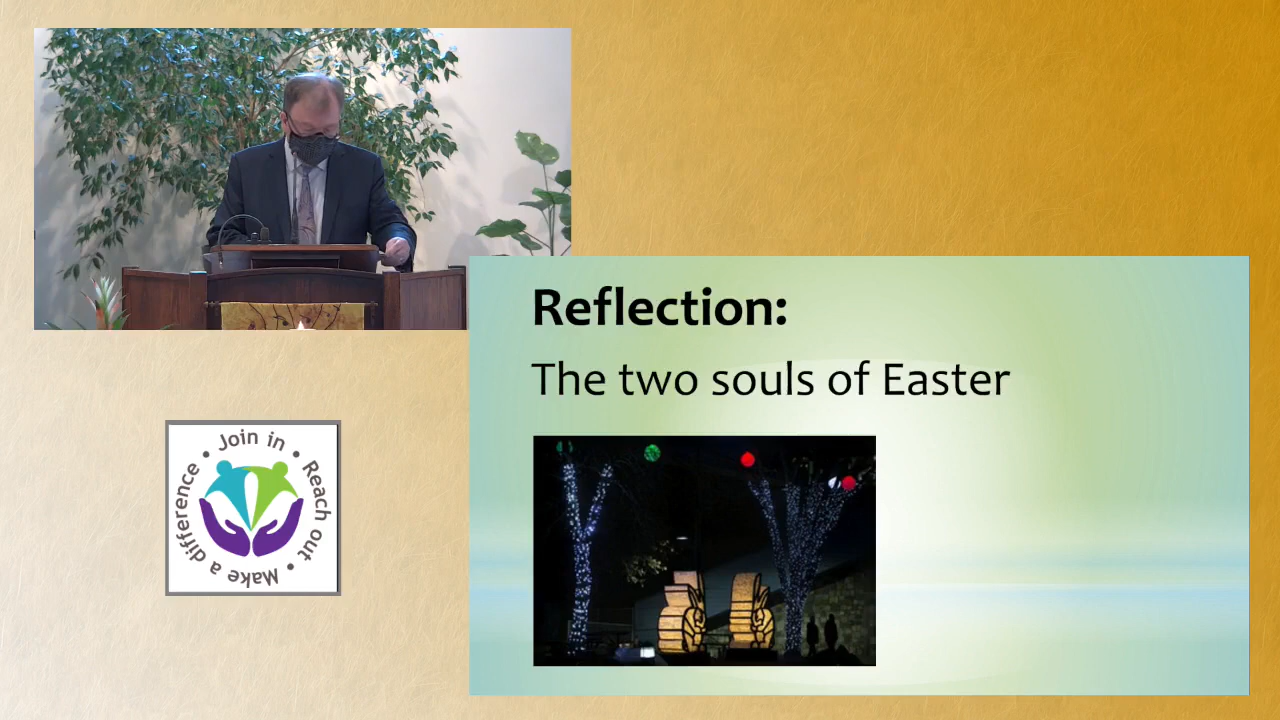 Reflection:
The two souls of Easter
Join in • Reach out • Make a difference •